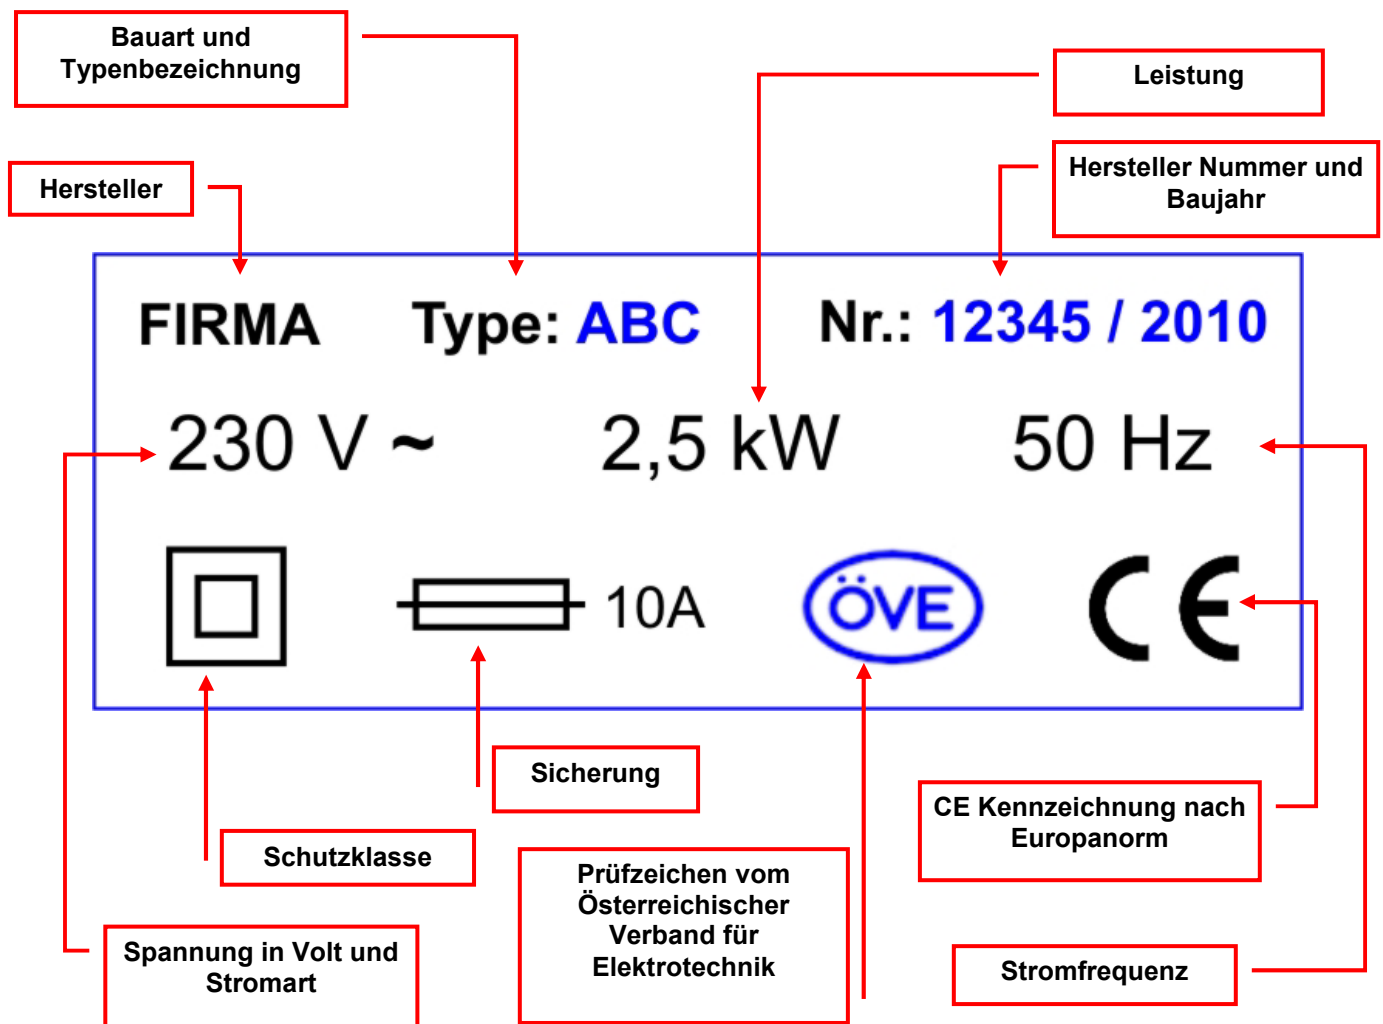 Bauart und
Typenbezeichnung
Leistung
Hersteller
Hersteller Nummer und
Baujahr
FIRMA Type: ABC Nr.: 12345 / 2010
230 V ~ 2,5 kW 50 Hz
10A ÖVE CE
Sicherung
CE Kennzeichnung nach
Europanorm
Schutzklasse
Prüfzeichen vom
Österreichischer
Verband für
Elektrotechnik
Spannung in Volt und
Stromart
Stromfrequenz